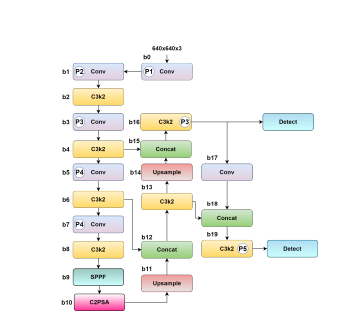 640x640x3
b0
b1 P2 Conv
P1 Conv
b2 C3k2
b3 P3 Conv
b16 C3k2 P3
Detect
b4 C3k2
b15 Concat
b5 P4 Conv
b14 Upsample
b17
Conv
b6 C3k2
b13
C3k2
b18
Concat
b7 P4 Conv
b8 C3k2
b12
Concat
b19
C3k2 P5
Detect
b9 SPPF
b11
Upsample
b10 C2PSA